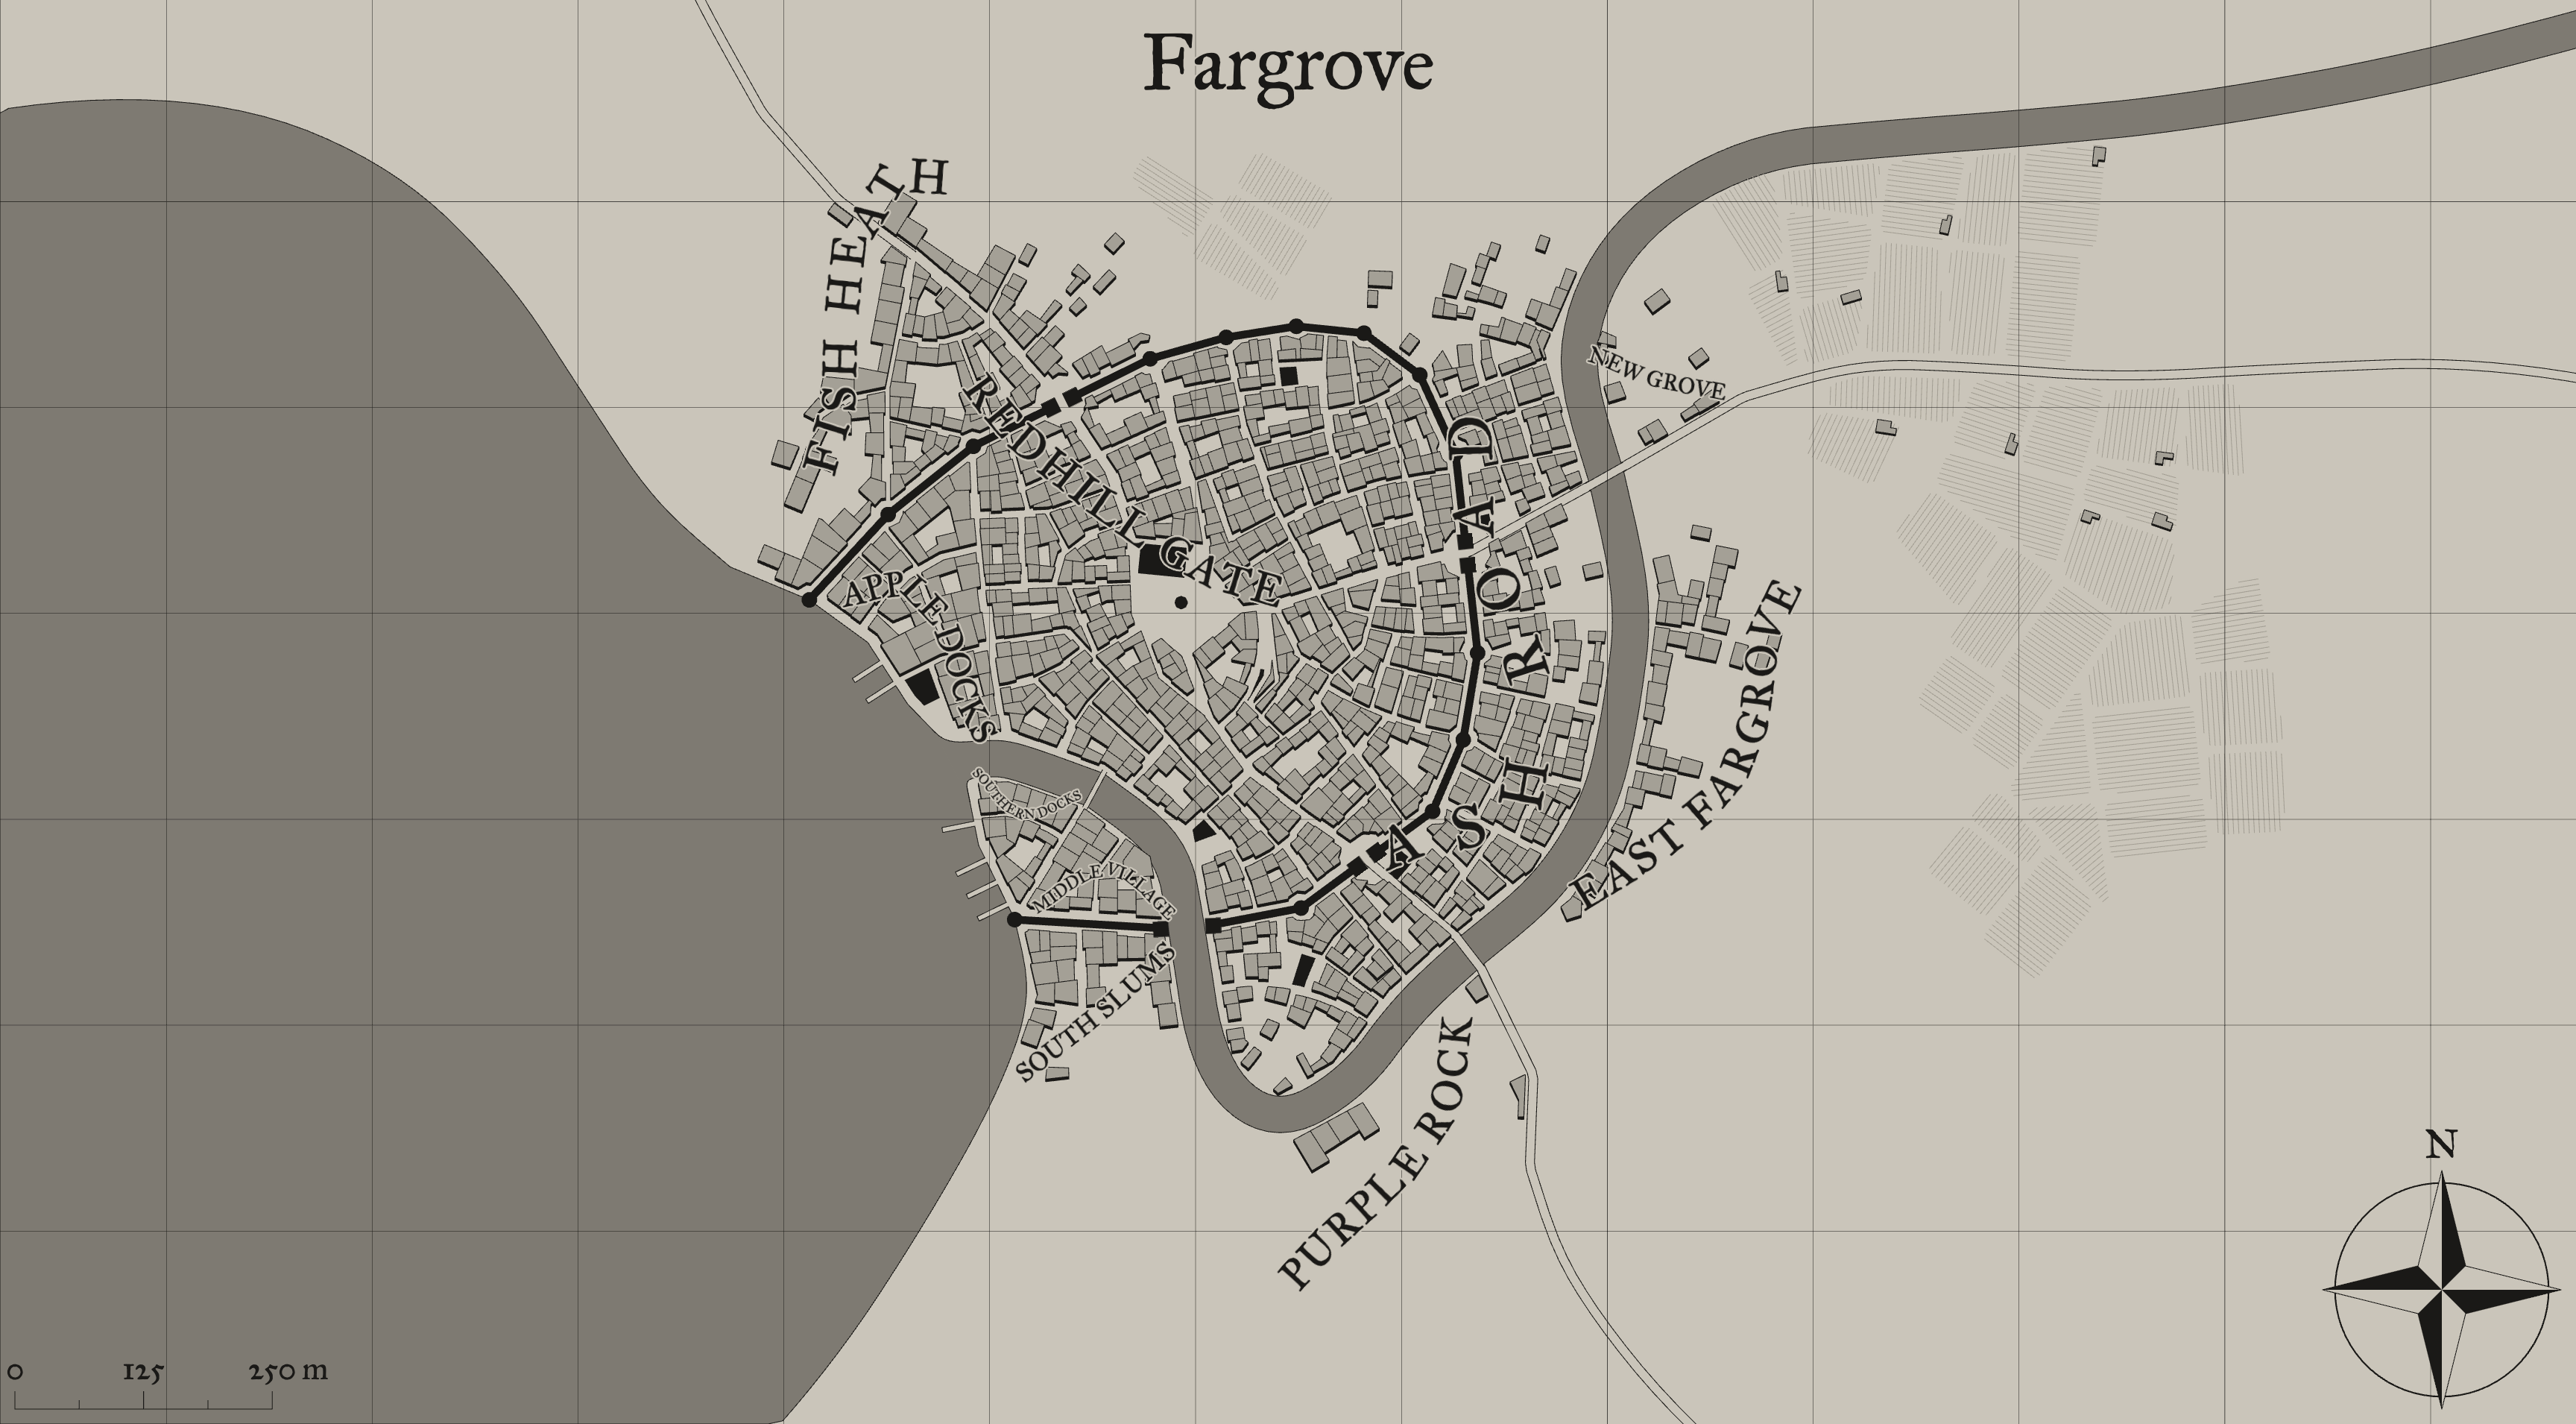 Fargrove
FISH HEATH
REDHILL GATE
NEW GROVE
ASH ROAD
APPLE DOCKS
EAST FARGROVE
SOUTHERN DOCKS
MIDDLE VILLAGE
SOUTH SLUMS
PURPLE ROCK
N
0 125 250 m